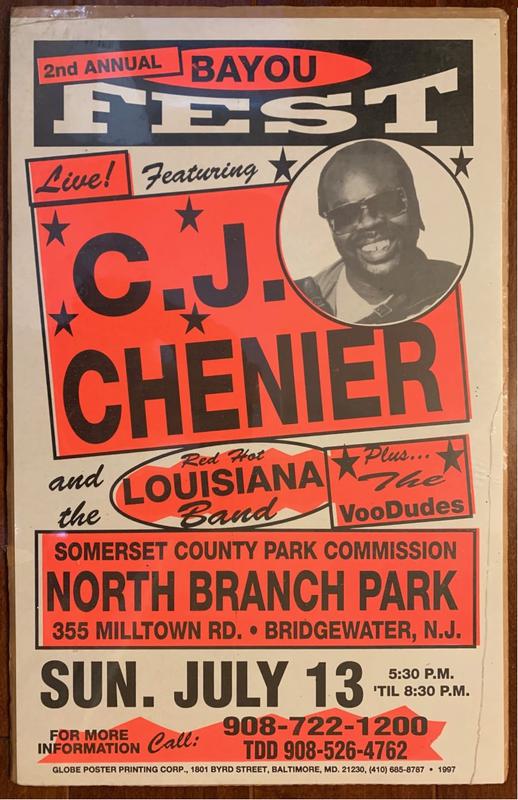 2nd ANNUAL BAYOU
FEST
Live! Featuring
C.J.
CHENIER
and the
Red Hot
LOUISIANA
Band
Plus...
The
VooDudes
SOMERSET COUNTY PARK COMMISSION
NORTH BRANCH PARK
355 MILLTOWN RD. • BRIDGEWATER, N.J.
SUN. JULY 13
5:30 P.M.
'TIL 8:30 P.M.
FOR MORE
INFORMATION Call:
908-722-1200
TDD 908-526-4762
GLOBE POSTER PRINTING CORP., 1801 BYRD STREET, BALTIMORE, MD. 21230, (410) 685-8787 • 1997